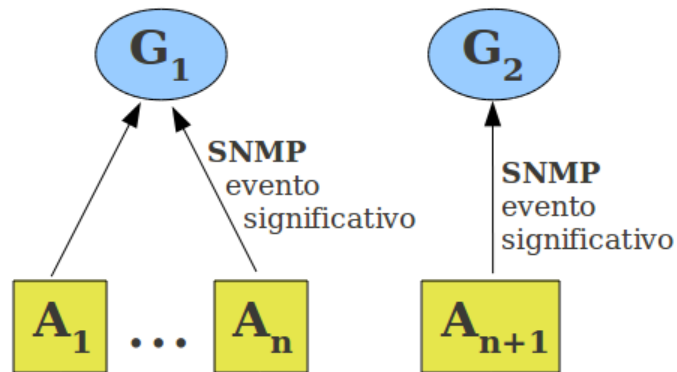 G₁ G₂
SNMP
evento
significativo
SNMP
evento
significativo
A₁ ... Aₙ Aₙ₊₁